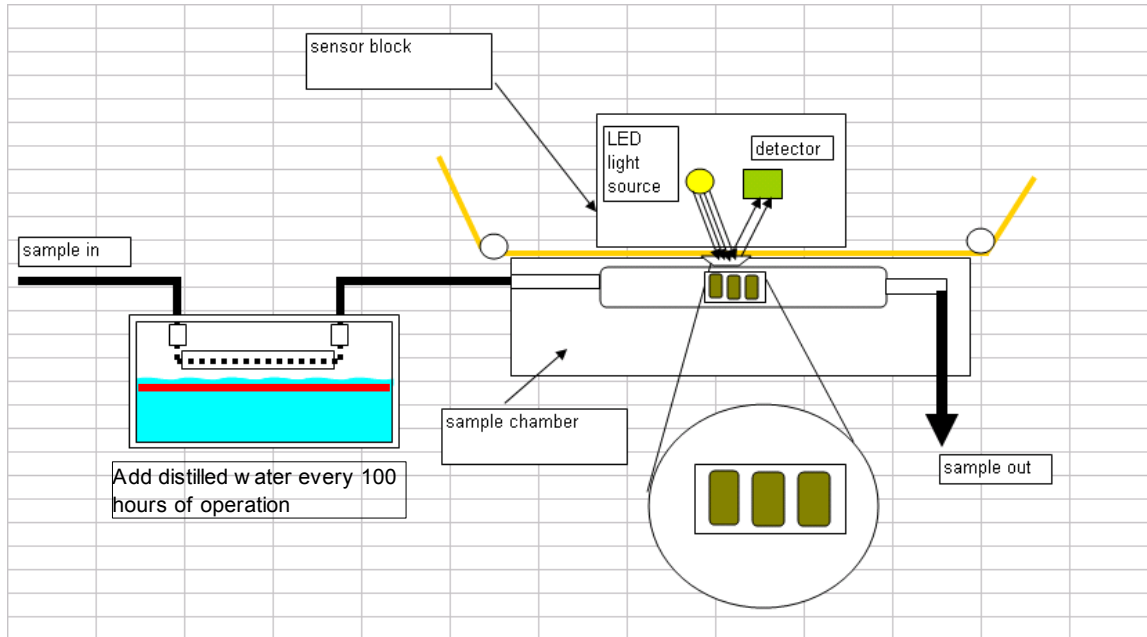 sensor block
LED
light
source
detector
sample in
sample chamber
sample out
Add distilled water every 100
hours of operation